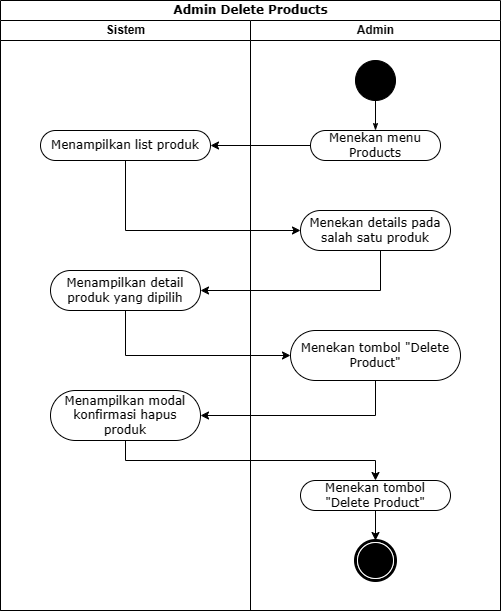 Admin Delete Products
Sistem
Admin
Menekan menu
Products
Menampilkan list produk
Menekan details pada
salah satu produk
Menampilkan detail
produk yang dipilih
Menekan tombol "Delete
Product"
Menampilkan modal
konfirmasi hapus
produk
Menekan tombol
"Delete Product"